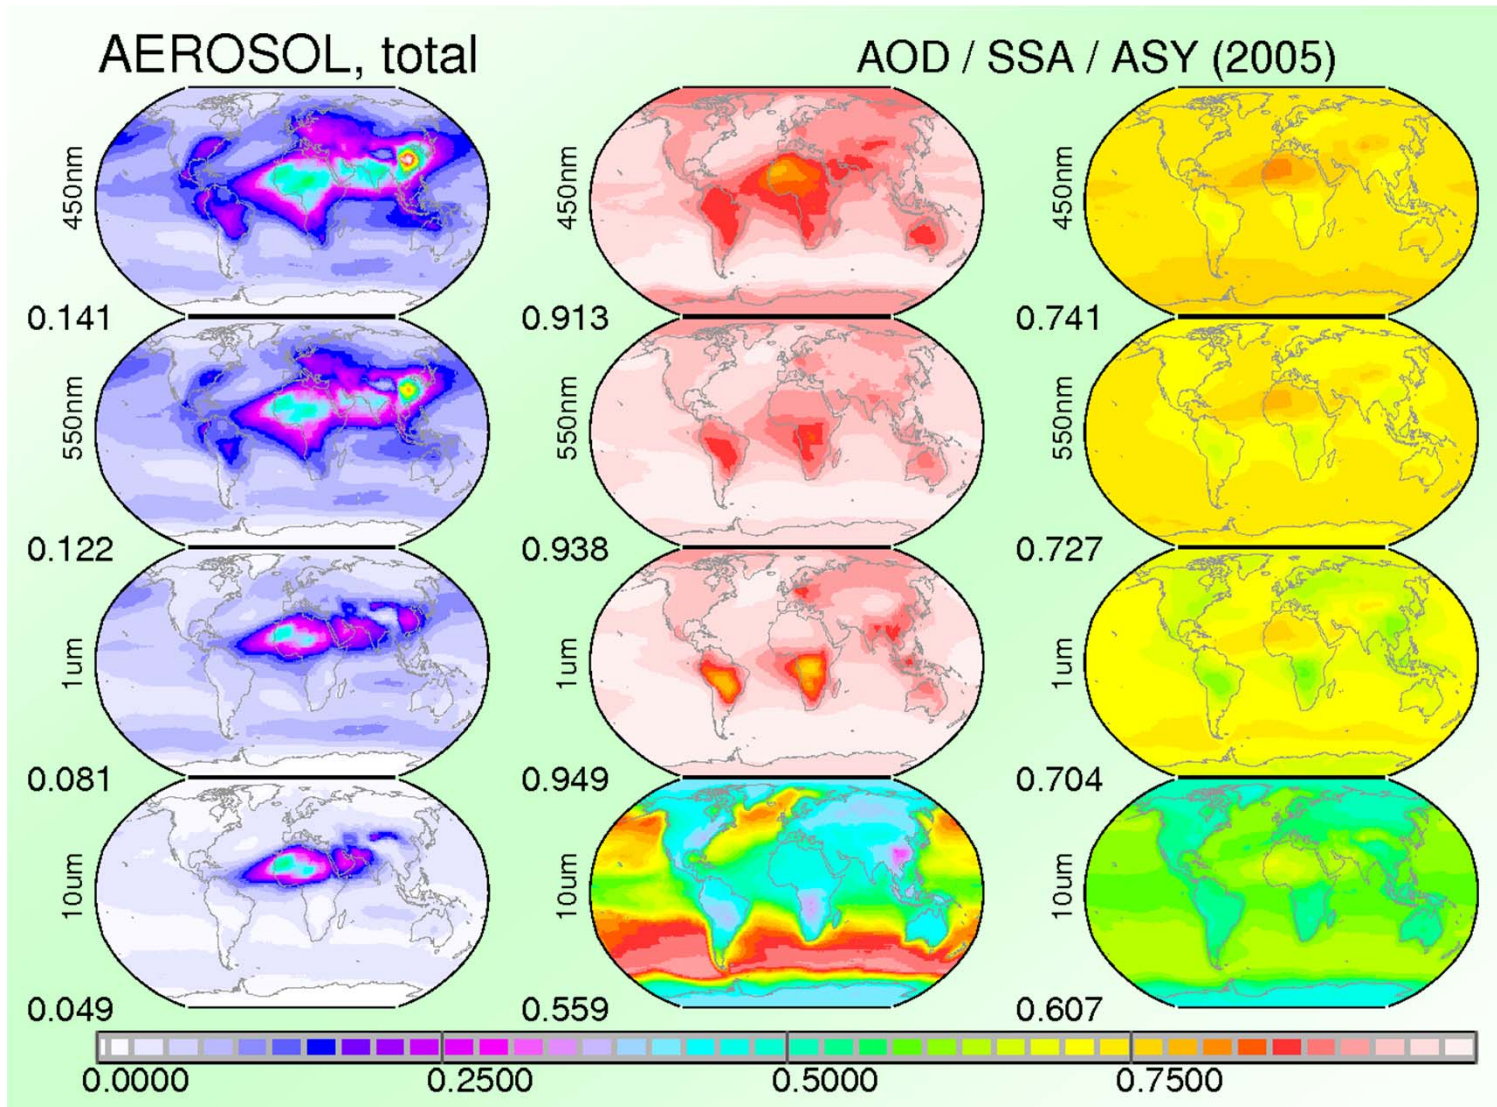 AEROSOL, total
AOD / SSA / ASY (2005)
450nm
450nm
450nm
0.141
0.913
0.741
550nm
550nm
550nm
0.122
0.938
0.727
1um
1um
1um
0.081
0.949
0.704
10um
10um
10um
0.049
0.559
0.607
0.0000
0.2500
0.5000
0.7500